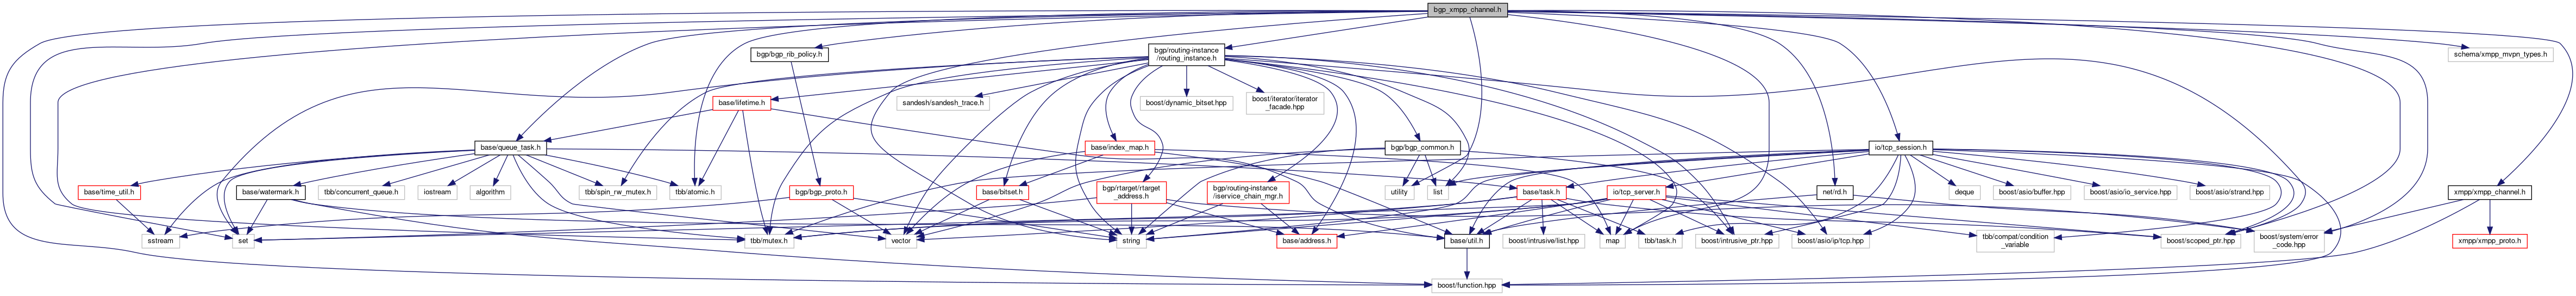 bgp_xmpp_channel.h
bgp/bgp_rib_policy.h
bgp/routing-instance
/routing_instance.h
schema/xmpp_mvpn_types.h
base/lifetime.h
sandesh/sandesh_trace.h
boost/dynamic_bitset.hpp
boost/iterator/iterator
_facade.hpp
base/queue_task.h
base/index_map.h
bgp/bgp_common.h
io/tcp_session.h
base/time_util.h
base/watermark.h
tbb/concurrent_queue.h
iostream
algorithm
tbb/spin_rw_mutex.h
tbb/atomic.h
bgp/bgp_proto.h
base/bitset.h
bgp/rtarget/rtarget
_address.h
bgp/routing-instance
/iservice_chain_mgr.h
utility
list
base/task.h
io/tcp_server.h
net/rd.h
deque
boost/asio/buffer.hpp
boost/asio/io_service.hpp
boost/asio/strand.hpp
xmpp/xmpp_channel.h
sstream
set
tbb/mutex.h
vector
string
base/address.h
base/util.h
boost/intrusive/list.hpp
map
tbb/task.h
boost/intrusive_ptr.hpp
boost/asio/ip/tcp.hpp
tbb/compat/condition
_variable
boost/scoped_ptr.hpp
boost/system/error
_code.hpp
xmpp/xmpp_proto.h
boost/function.hpp